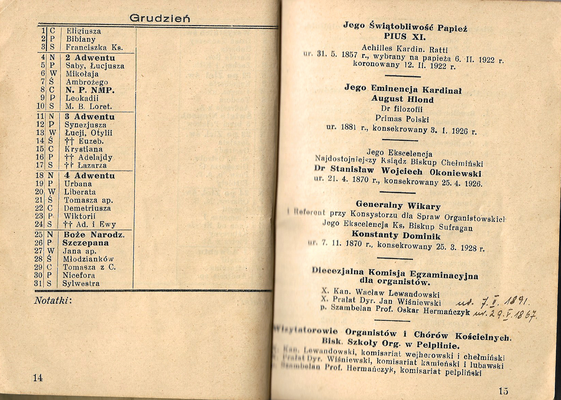 Grudzień
1 C Eligiusza
2 P Bibiany
3 S Franciszka Ks.
4 N 2 Adwentu
5 P Saby, Łucjusza
6 W Mikołaja
7 Ś Ambrożego
8 C N. P. NMP.
9 P Leokadii
10 S M. B. Loret.
11 N 3 Adwentu
12 P Synezjusza
13 W Łucji, Otylii
14 Ś †† Euzeb.
15 C Krystiana
16 P †† Adelajdy
17 S †† Łazarza
18 N 4 Adwentu
19 P Urbana
20 W Liberata
21 Ś Tomasza ap.
22 C Demetriusza
23 P Wiktorii
24 S †† Ad. i Ewy
25 N Boże Narodz.
26 P Szczepana
27 W Jana ap.
28 Ś Młodzianków
29 C Tomasza z C.
30 P Nicefora
31 S Sylwestra
Notatki:
14
Jego Świątobliwość Papież
PIUS XI.
Achilles Kardin. Ratti
ur. 31. 5. 1857 r., wybrany na papieża 6. II. 1922 r.
koronowany 12. II. 1922 r.
Jego Eminencja Kardinał
August Hlond
Dr filozofii
Primas Polski
ur. 1881 r., konsekrowany 3. 1. 1926 r.
Jego Ekscelencja
Najdostojniejszy Ksiądz Biskup Chełmiński
Dr Stanisław Wojciech Okoniewski
ur. 21. 4. 1870 r., konsekrowany 25. 4. 1926.
Generalny Wikary
i Referent przy Konsystorzu dla Spraw Organistowskich
Jego Ekscelencja Ks. Biskup Sufragan
Konstanty Dominik
ur. 7. 11. 1870 r., konsekrowany 25. 3. 1928 r.
Diecezjalna Komisja Egzaminacyjna
dla organistów.
X. Kan. Wacław Lewandowski
X. Prałat Dyr. Jan Wiśniewski ur. 7. X. 1891.
p. Szambelan Prof. Oskar Hermańczyk ur. 29. 1867.
Wizytatorowie Organistów i Chórów Kościelnych.
Bisk. Szkoły Org. w Pelplinie.
X. Kan. Lewandowski, komisariat wejherowski i chełmiński
Prałat Dyr. Wiśniewski, komisariat kamieński i lubawski
Szambelan Prof. Hermańczyk, komisariat pelpliński
15